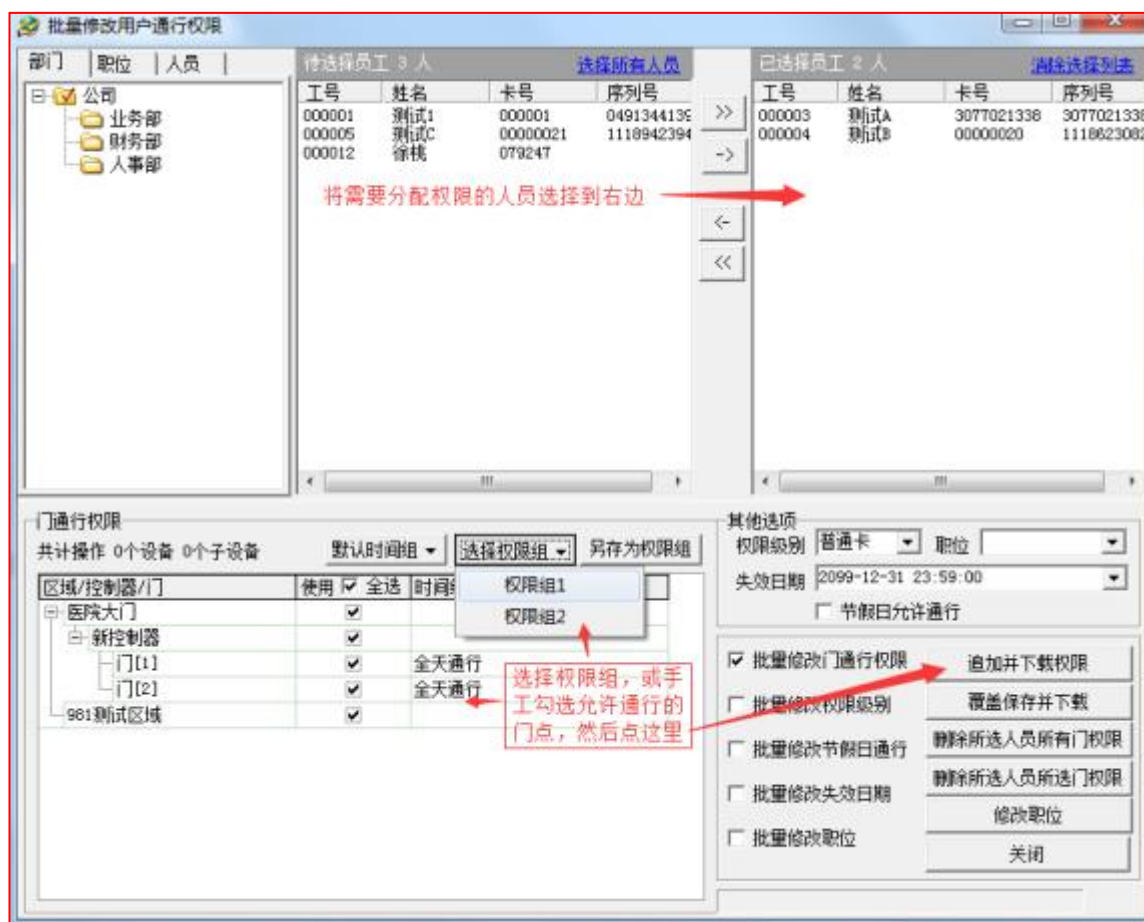 批量修改用户通行权限
部门 职位 人员
公司
业务部
财务部
人事部
待选择员工 3 人 选择所有人员
工号 姓名 卡号 序列号
000001 测试1 000001 0491344139
000005 测试C 00000021 1118942394
000012 徐桃 079247
将需要分配权限的人员选择到右边
>>
->
<-
<<
已选择员工 2 人 清除选择列表
工号 姓名 卡号 序列号
000003 测试A 3077021338 3077021338
000004 测试B 00000020 1118623082
门通行权限
共计操作 0个设备 0个子设备 默认时间组 选择权限组 另存为权限组
区域/控制器/门 使用 全选 时间
权限组1
权限组2
医院大门
新控制器
门[1] 全天通行
门[2] 全天通行
981测试区域
选择权限组，或手
工勾选允许通行的
门点，然后点这里
其他选项
权限级别 普通卡 职位
失效日期 2099-12-31 23:59:00
节假日允许通行
批量修改门通行权限 追加并下载权限
批量修改权限级别 覆盖保存并下载
批量修改节假日通行 删除所选人员所有门权限
批量修改失效日期 删除所选人员所选门权限
批量修改职位 修改职位
关闭